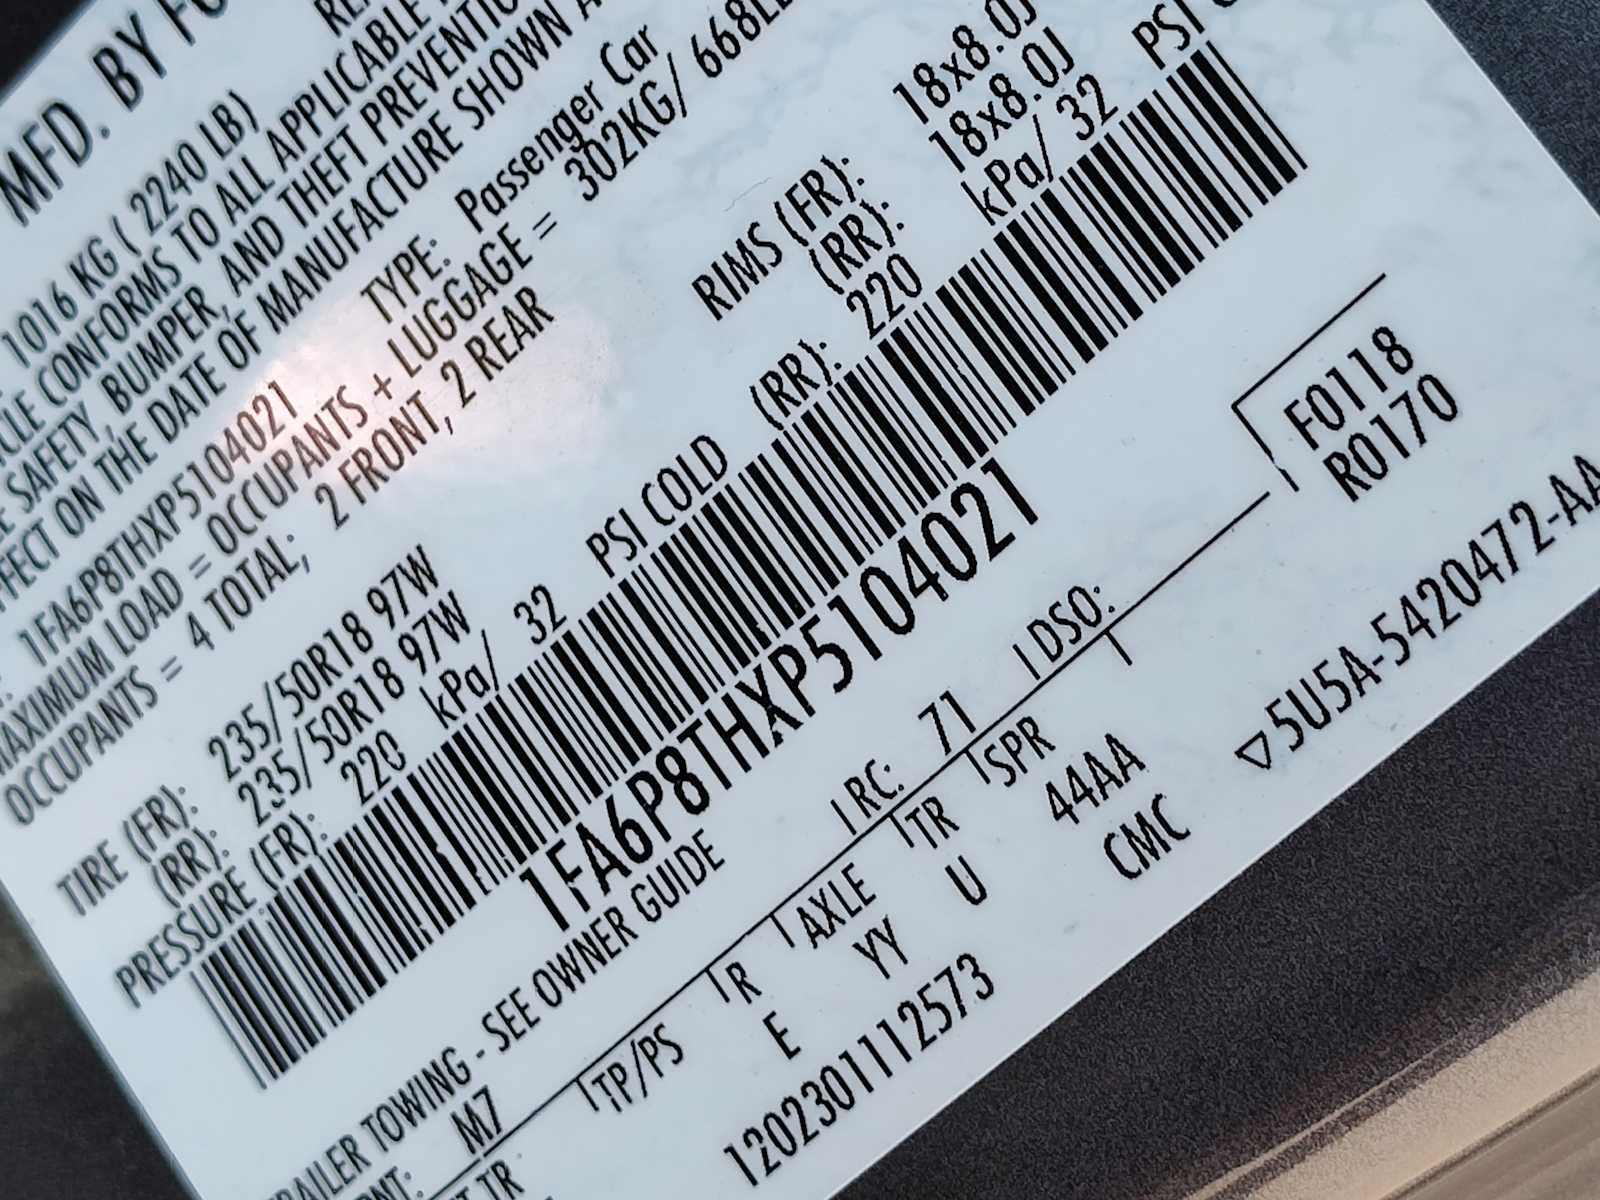 MFD. BY FO
1016 KG ( 2240 LB)
CLE CONFORMS TO ALL APPLICABLE
SAFETY, BUMPER, AND THEFT PREVENTIO
FFECT ON THE DATE OF MANUFACTURE SHOWN A
1FA6P8THXP5104021 TYPE: Passenger Car
MAXIMUM LOAD = OCCUPANTS + LUGGAGE = 302KG/ 668L
OCCUPANTS = 4 TOTAL; 2 FRONT, 2 REAR
TIRE (FR): 235/50R18 97W RIMS (FR): 18x8.0J
(RR): 235/50R18 97W (RR): 18x8.0J
PRESSURE (FR): 220 kPa/ 32 PSI COLD (RR): 220 kPa/ 32 PSI
1FA6P8THXP5104021
TRAILER TOWING - SEE OWNER GUIDE
M7 RC: 71 DSO: F0118
R0170
TR TP/PS R AXLE TR SPR
E YY U 44AA
CMC
1202301112573 ▽5U5A-5420472-AA